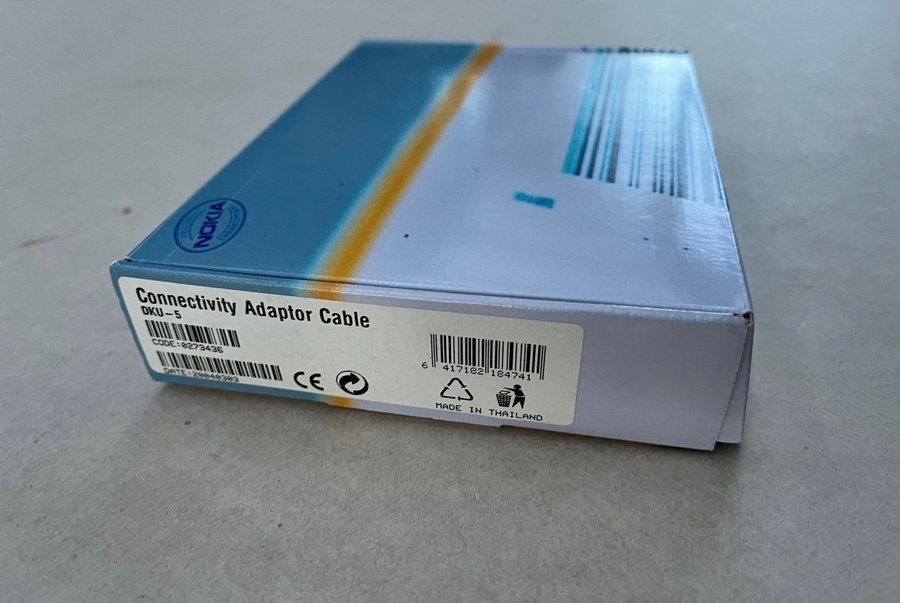 NOKIA
Connectivity Adaptor Cable
DKU-5
CODE:0273436
DATE:20040303
CE
6 417182 184741
MADE IN THAILAND